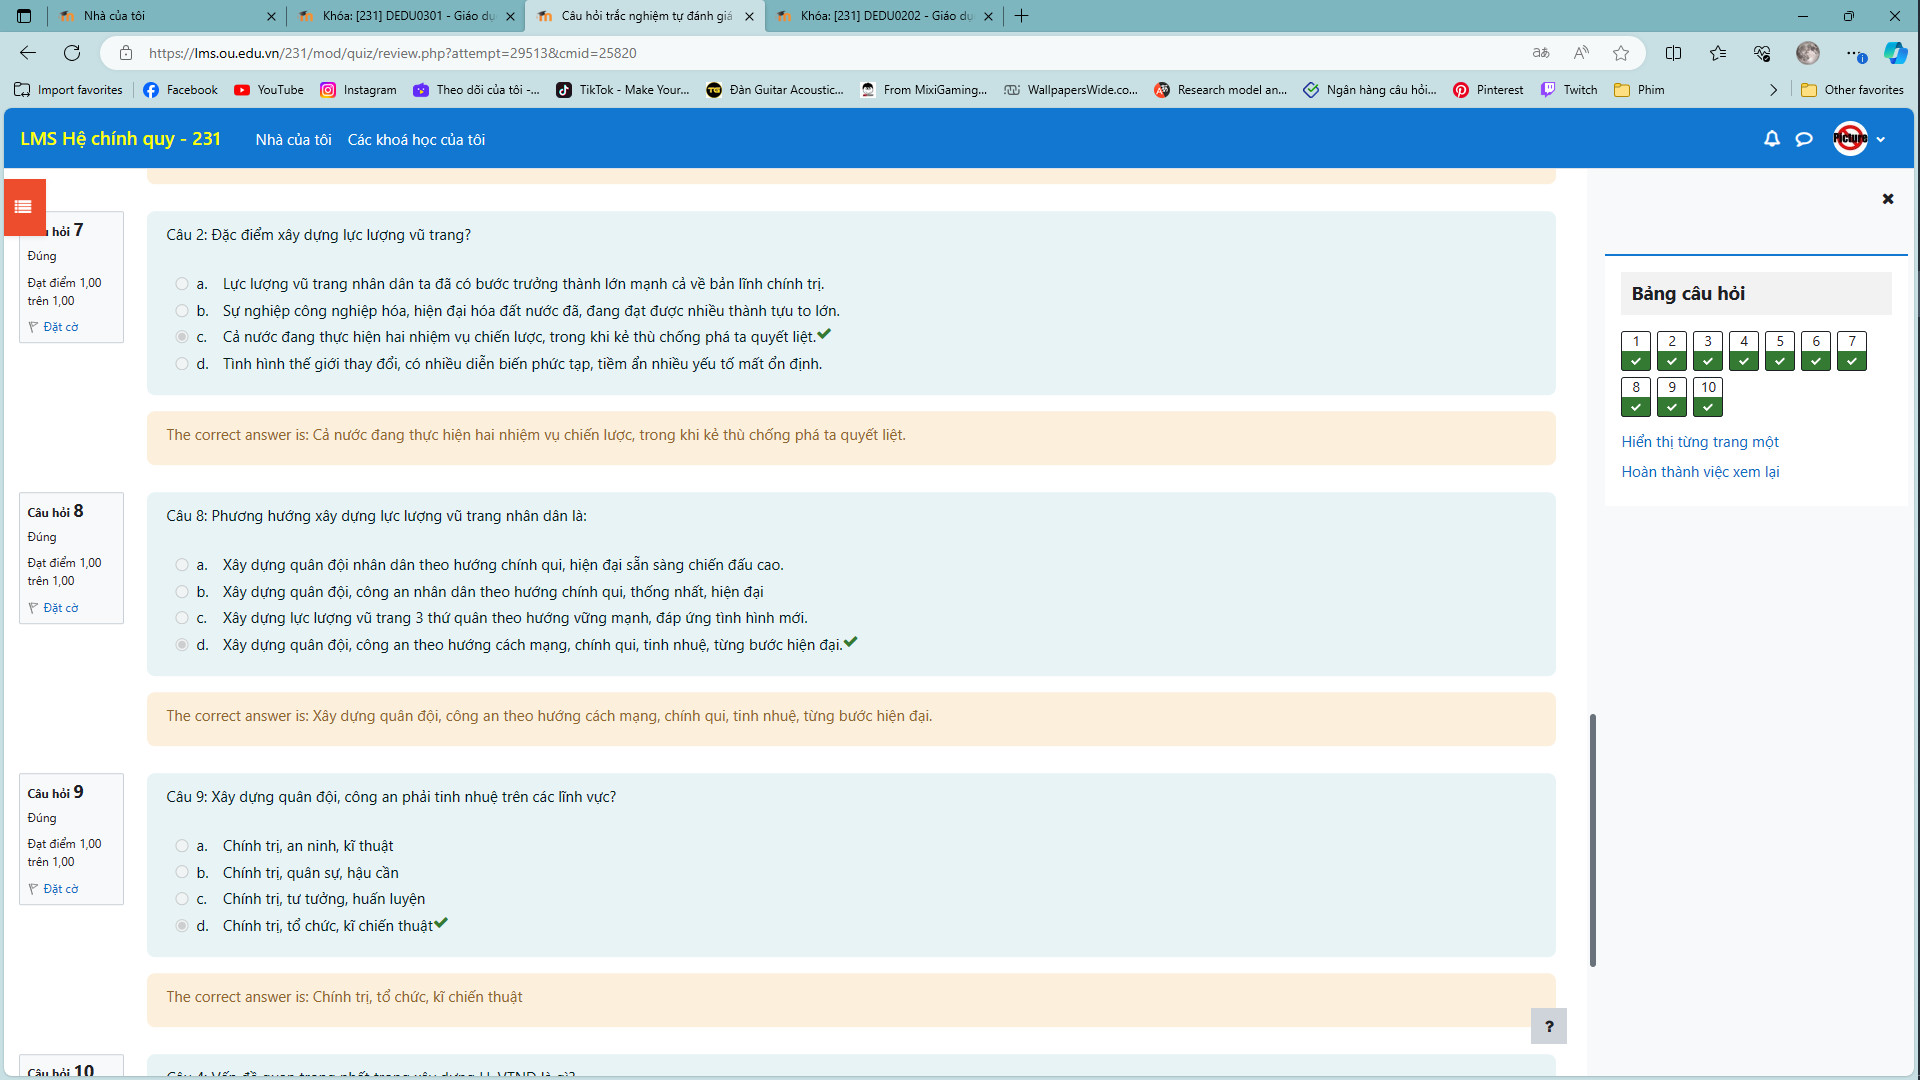 Nhà của tôi
Khóa: [231] DEDU0301 - Giáo dụ
Câu hỏi trắc nghiệm tự đánh giá
Khóa: [231] DEDU0202 - Giáo dụ
https://lms.ou.edu.vn/231/mod/quiz/review.php?attempt=29513&cmid=25820
Import favorites
Facebook
YouTube
Instagram
Theo dõi của tôi -...
TikTok - Make Your...
Đàn Guitar Acoustic...
From MixiGaming...
WallpapersWide.co...
Research model an...
Ngân hàng câu hỏi...
Pinterest
Twitch
Phim
Other favorites
LMS Hệ chính quy - 231
Nhà của tôi
Các khoá học của tôi
Picture
hỏi 7
Đúng
Đạt điểm 1,00
trên 1,00
Đặt cờ
Câu 2: Đặc điểm xây dựng lực lượng vũ trang?
a. Lực lượng vũ trang nhân dân ta đã có bước trưởng thành lớn mạnh cả về bản lĩnh chính trị.
b. Sự nghiệp công nghiệp hóa, hiện đại hóa đất nước đã, đang đạt được nhiều thành tựu to lớn.
c. Cả nước đang thực hiện hai nhiệm vụ chiến lược, trong khi kẻ thù chống phá ta quyết liệt.
d. Tình hình thế giới thay đổi, có nhiều diễn biến phức tạp, tiềm ẩn nhiều yếu tố mất ổn định.
The correct answer is: Cả nước đang thực hiện hai nhiệm vụ chiến lược, trong khi kẻ thù chống phá ta quyết liệt.
Câu hỏi 8
Đúng
Đạt điểm 1,00
trên 1,00
Đặt cờ
Câu 8: Phương hướng xây dựng lực lượng vũ trang nhân dân là:
a. Xây dựng quân đội nhân dân theo hướng chính qui, hiện đại sẵn sàng chiến đấu cao.
b. Xây dựng quân đội, công an nhân dân theo hướng chính qui, thống nhất, hiện đại
c. Xây dựng lực lượng vũ trang 3 thứ quân theo hướng vững mạnh, đáp ứng tình hình mới.
d. Xây dựng quân đội, công an theo hướng cách mạng, chính qui, tinh nhuệ, từng bước hiện đại.
The correct answer is: Xây dựng quân đội, công an theo hướng cách mạng, chính qui, tinh nhuệ, từng bước hiện đại.
Câu hỏi 9
Đúng
Đạt điểm 1,00
trên 1,00
Đặt cờ
Câu 9: Xây dựng quân đội, công an phải tinh nhuệ trên các lĩnh vực?
a. Chính trị, an ninh, kĩ thuật
b. Chính trị, quân sự, hậu cần
c. Chính trị, tư tưởng, huấn luyện
d. Chính trị, tổ chức, kĩ chiến thuật
The correct answer is: Chính trị, tổ chức, kĩ chiến thuật
?
Câu hỏi 10
Câu 4: Vấn đề quan trọng nhất trong xây dựng LLVTND là gì?
Bảng câu hỏi
1 2 3 4 5 6 7
8 9 10
Hiển thị từng trang một
Hoàn thành việc xem lại